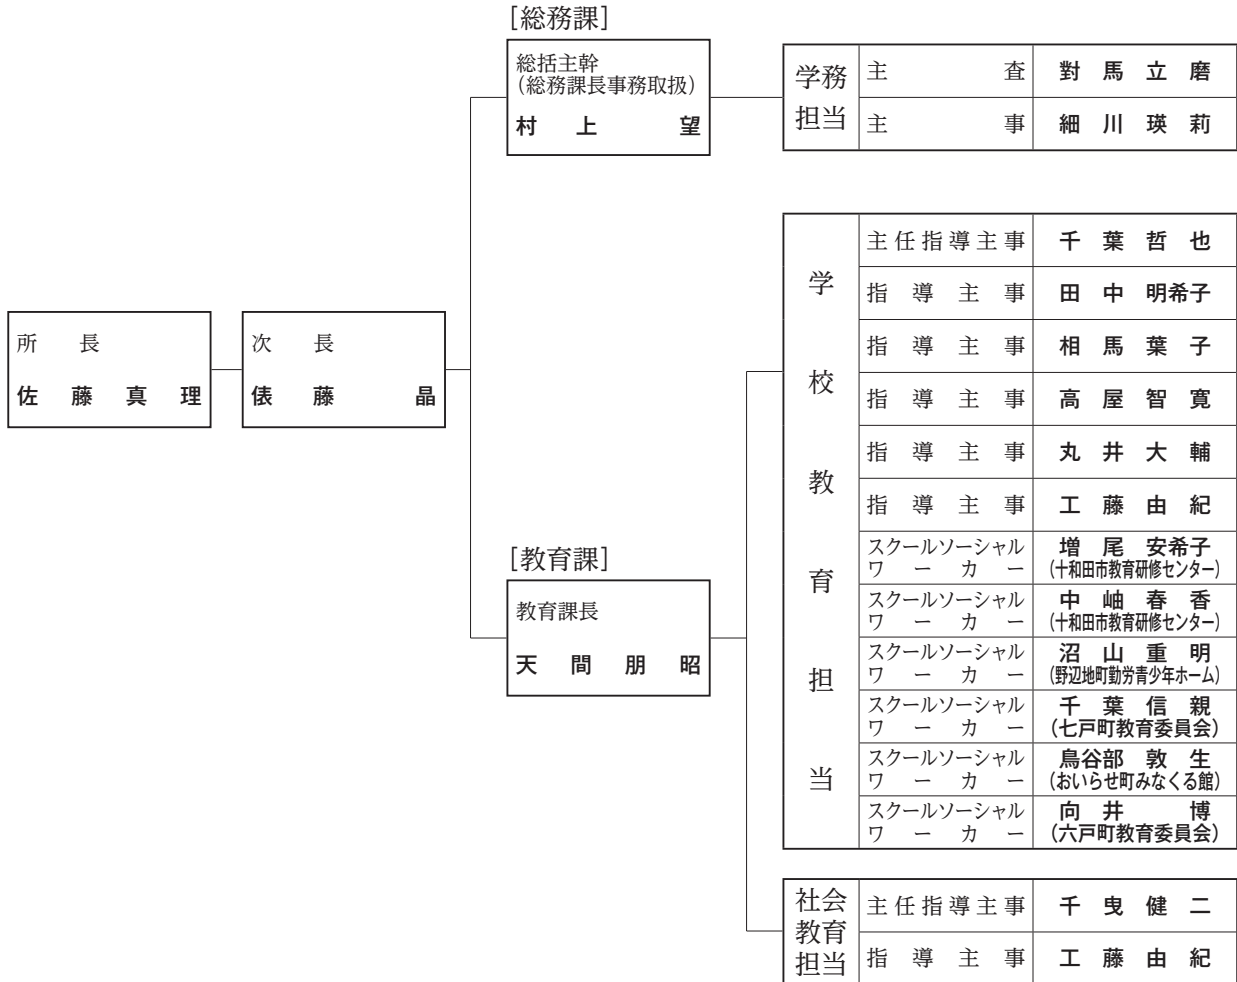 所長
佐藤真理
次長
俵藤晶
[総務課]
総括主幹
(総務課長事務取扱)
村上望
学務
担当
主査 對馬立磨
主事 細川瑛莉
[教育課]
教育課長
天間朋昭
学校教育担当
主任指導主事 千葉哲也
指導主事 田中明希子
指導主事 相馬葉子
指導主事 高屋智寛
指導主事 丸井大輔
指導主事 工藤由紀
スクールソーシャル
ワーカー
増尾安希子
(十和田市教育研修センター)
スクールソーシャル
ワーカー
中岫春香
(十和田市教育研修センター)
スクールソーシャル
ワーカー
沼山重明
(野辺地町勤労青少年ホーム)
スクールソーシャル
ワーカー
千葉信親
(七戸町教育委員会)
スクールソーシャル
ワーカー
鳥谷部敦生
(おいらせ町みなくる館)
スクールソーシャル
ワーカー
向井博
(六戸町教育委員会)
社会
教育
担当
主任指導主事 千曳健二
指導主事 工藤由紀